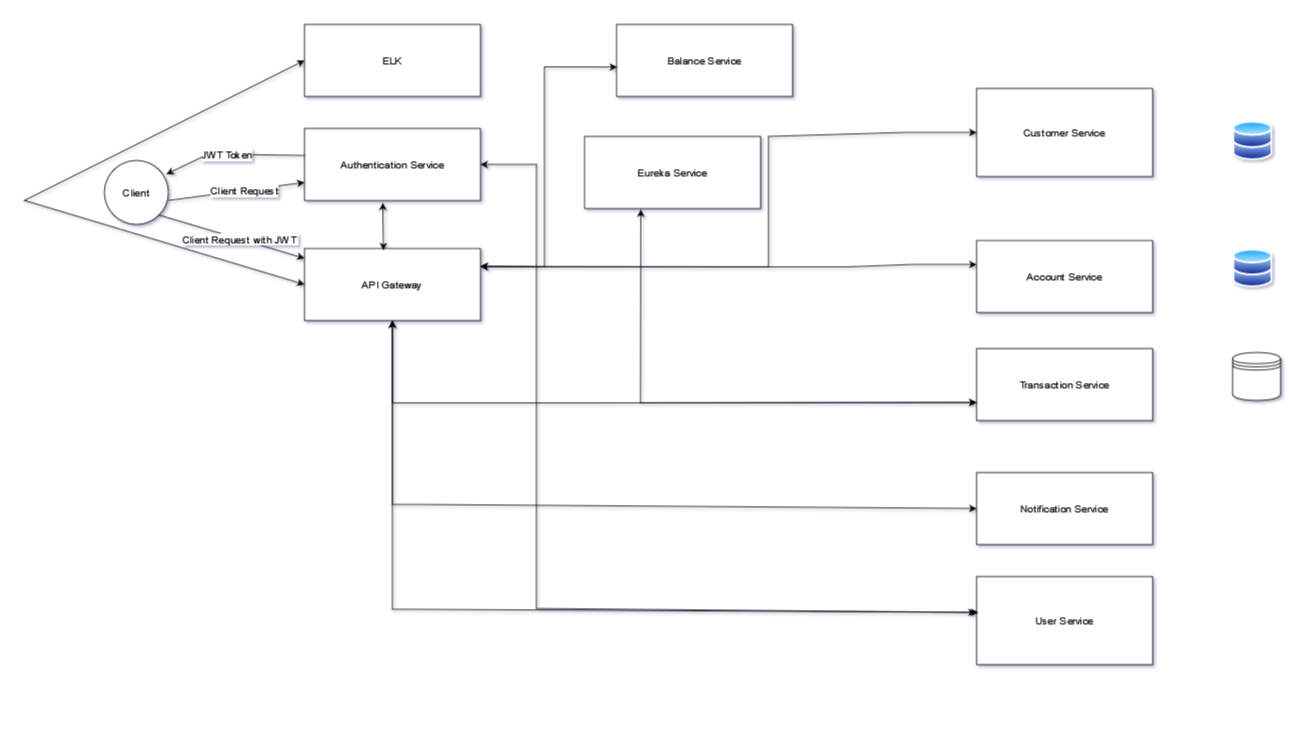 ELK
Balance Service
Customer Service
JWT Token
Authentication Service
Eureka Service
Client
Client Request
Client Request with JWT
API Gateway
Account Service
Transaction Service
Notification Service
User Service